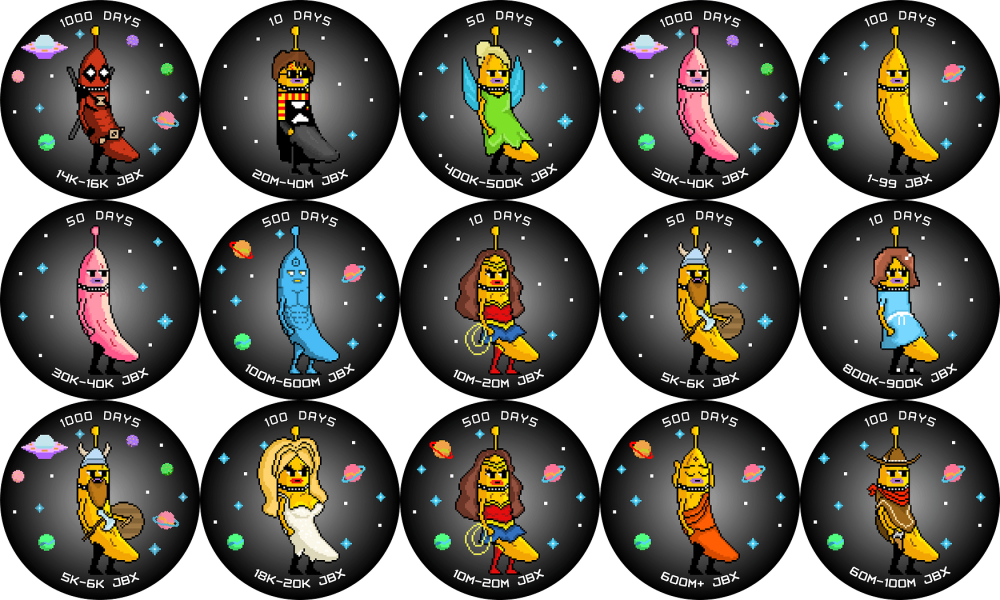 1000 DAYS
14K-16K JBX
10 DAYS
20M-40M JBX
50 DAYS
400K-500K JBX
1000 DAYS
30K-40K JBX
100 DAYS
1-99 JBX
50 DAYS
30K-40K JBX
500 DAYS
100M-600M JBX
10 DAYS
10M-20M JBX
50 DAYS
5K-6K JBX
10 DAYS
800K-900K JBX
1000 DAYS
5K-6K JBX
100 DAYS
18K-20K JBX
500 DAYS
10M-20M JBX
500 DAYS
600M+ JBX
100 DAYS
60M-100M JBX